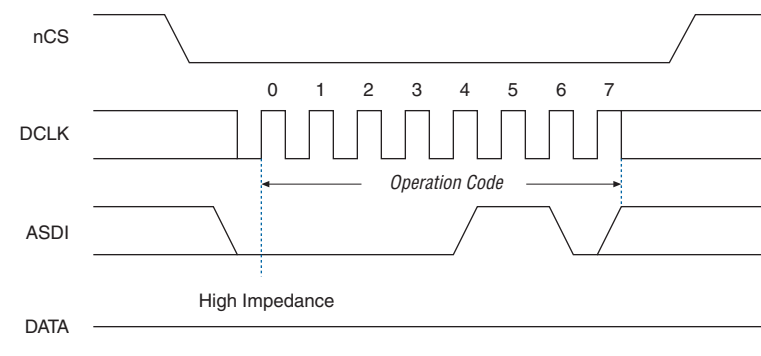 nCS
0 1 2 3 4 5 6 7
DCLK
Operation Code
ASDI
High Impedance
DATA